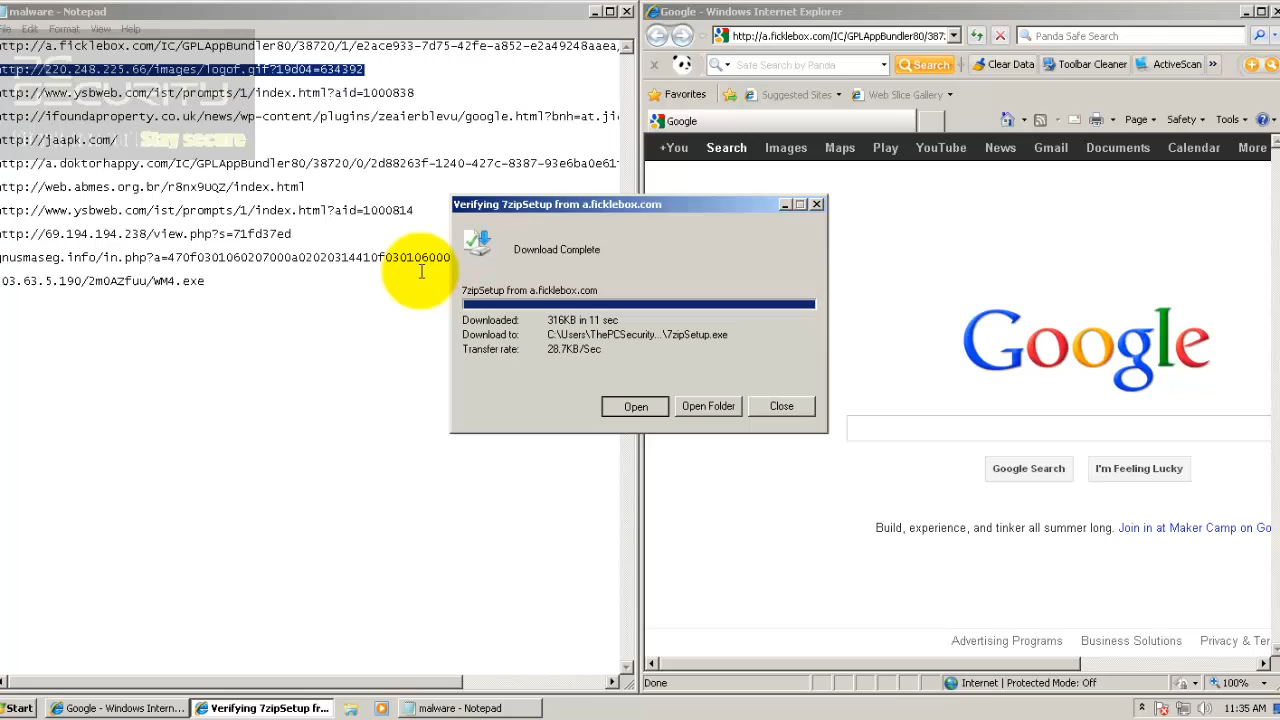 malware - Notepad
File Edit Format View Help
http://a.ficklebox.com/IC/GPLAppBundler80/38720/1/e2ace933-7d75-42fe-a852-e2a49248aaea,
http://220.248.225.66/images/logof.gif?19d04=634392
http://www.ysbweb.com/ist/prompts/1/index.html?aid=1000838
http://ifoundaproperty.co.uk/news/wp-content/plugins/zeaierblevu/google.html?bnh=at.jic
http://jaapk.com/
http://a.doktorhappy.com/IC/GPLAppBundler80/38720/0/2d88263f-1240-427c-8387-93e6ba0e61
http://web.abmes.org.br/r8nx9UQZ/index.html
http://www.ysbweb.com/ist/prompts/1/index.html?aid=1000814
http://69.194.194.238/view.php?s=71fd37ed
gnusmaseg.info/in.php?a=470f0301060207000a02020314410f030106000
03.63.5.190/2m0AZfuu/WM4.exe
SECURITY
Stay secure
Google - Windows Internet Explorer
http://a.ficklebox.com/IC/GPLAppBundler80/387.
Panda Safe Search
Safe Search by Panda
Search
Clear Data
Toolbar Cleaner
ActiveScan
»
Favorites
Suggested Sites
Web Slice Gallery
Google
Page
Safety
Tools
+You Search Images Maps Play YouTube News Gmail Documents Calendar More
Verifying 7zipSetup from a.ficklebox.com
Download Complete
7zipSetup from a.ficklebox.com
Downloaded: 316KB in 11 sec
Download to: C:\Users\ThePCSecurity...\7zipSetup.exe
Transfer rate: 28.7KB/Sec
Open
Open Folder
Close
Google
Google Search
I'm Feeling Lucky
Build, experience, and tinker all summer long. Join in at Maker Camp on Go
Advertising Programs Business Solutions Privacy & Ter
Done
Internet | Protected Mode: Off
100%
Start
Google - Windows Intern...
Verifying 7zipSetup fr...
malware - Notepad
11:35 AM